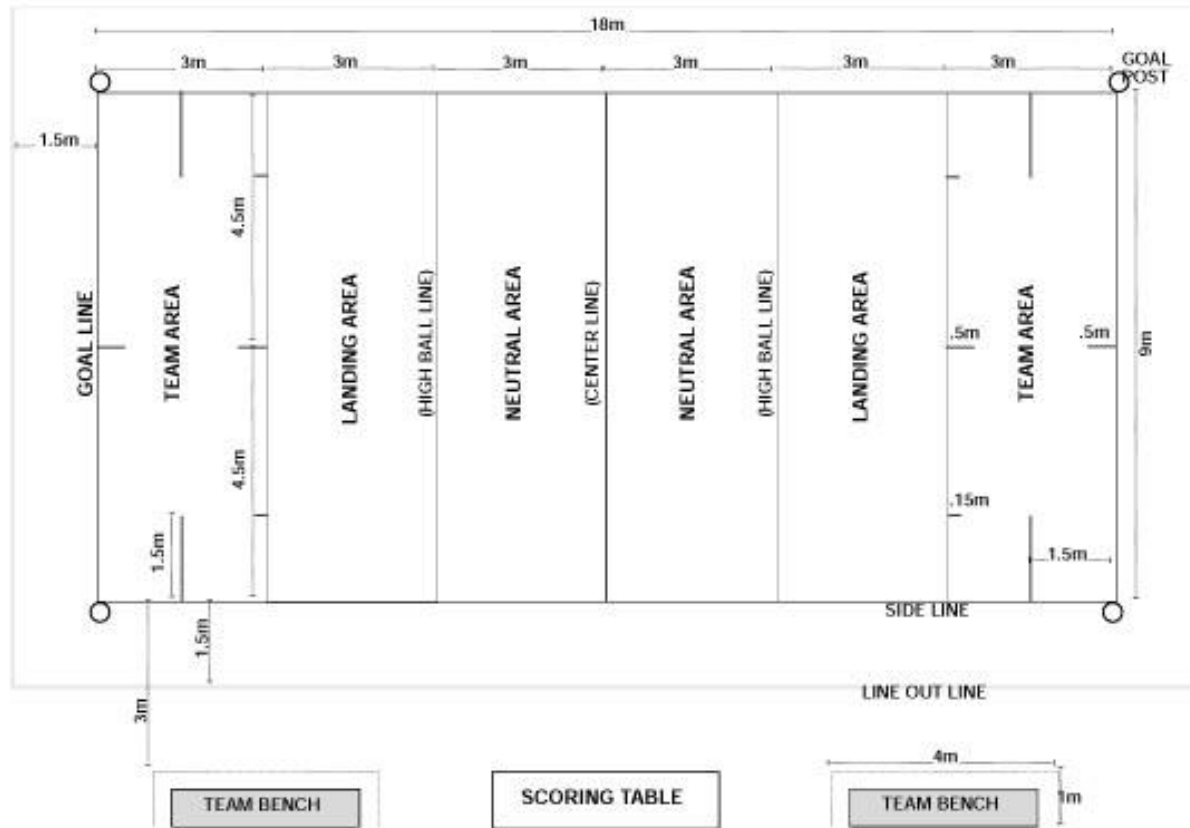 18m
3m
3m
3m
3m
3m
3m
GOAL
POST
1.5m
4.5m
GOAL LINE
TEAM AREA
LANDING AREA
(HIGH BALL LINE)
NEUTRAL AREA
(CENTER LINE)
NEUTRAL AREA
(HIGH BALL LINE)
LANDING AREA
.5m
TEAM AREA
.5m
9m
4.5m
.15m
1.5m
1.5m
SIDE LINE
1.5m
LINE OUT LINE
3m
4m
TEAM BENCH
SCORING TABLE
TEAM BENCH
1m